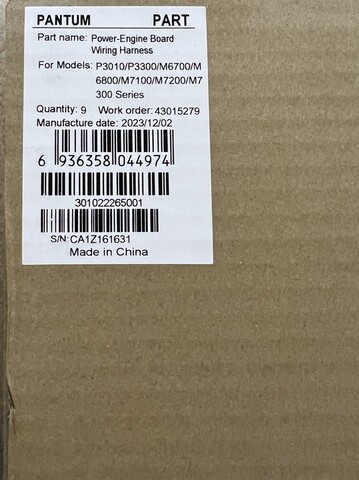 PANTUM PART
Part name: Power-Engine Board
Wiring Harness
For Models: P3010/P3300/M6700/M
6800/M7100/M7200/M7
300 Series
Quantity: 9 Work order: 43015279
Manufacture date: 2023/12/02
6 936358 044974
301022265001
S/N: CA1Z161631
Made in China